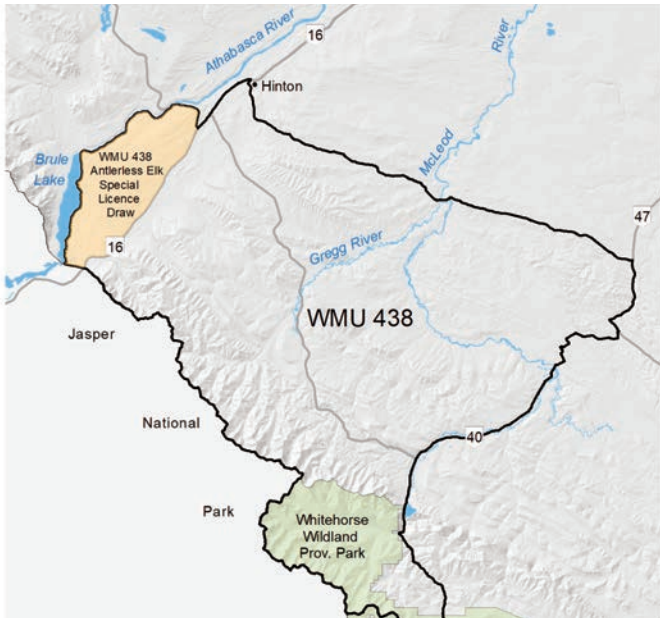 16
Athabasca River
River
Hinton
McLeod
Brule
Lake
WMU 438
Antlerless Elk
Special
Licence
Draw
16
47
Gregg River
WMU 438
Jasper
National
40
Park
Whitehorse
Wildland
Prov. Park